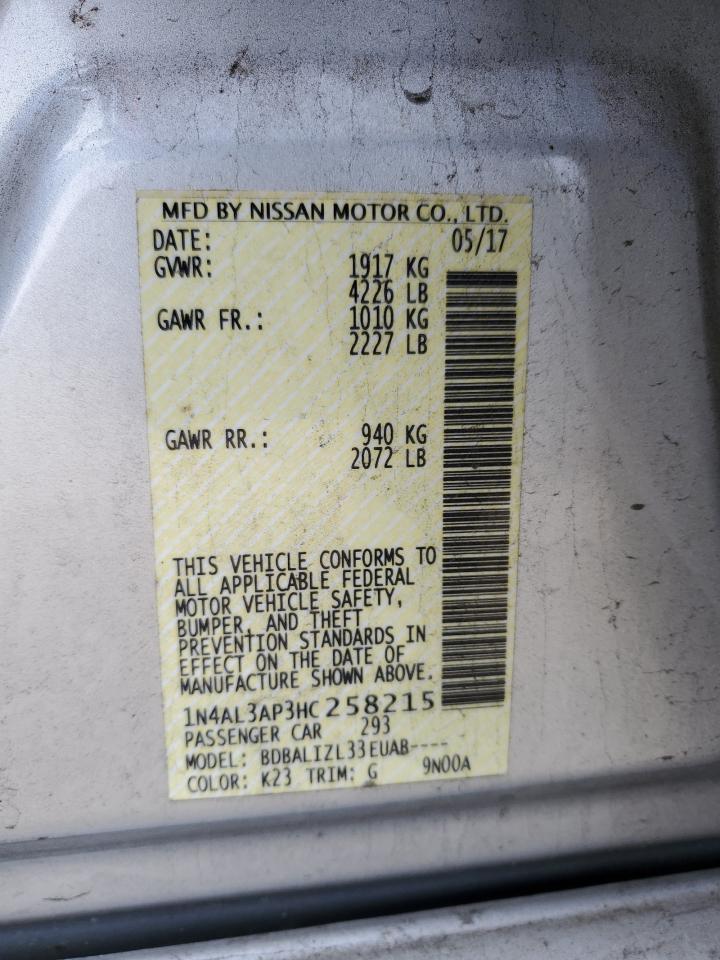 MFD BY NISSAN MOTOR CO., LTD.
DATE: 05/17
GVWR: 1917 KG
4226 LB
GAWR FR.: 1010 KG
2227 LB
GAWR RR.: 940 KG
2072 LB
THIS VEHICLE CONFORMS TO
ALL APPLICABLE FEDERAL
MOTOR VEHICLE SAFETY,
BUMPER, AND THEFT
PREVENTION STANDARDS IN
EFFECT ON THE DATE OF
MANUFACTURE SHOWN ABOVE.
1N4AL3AP3HC258215
PASSENGER CAR 293
MODEL: BDBALIZL33EUAB----
COLOR: K23 TRIM: G 9N00A